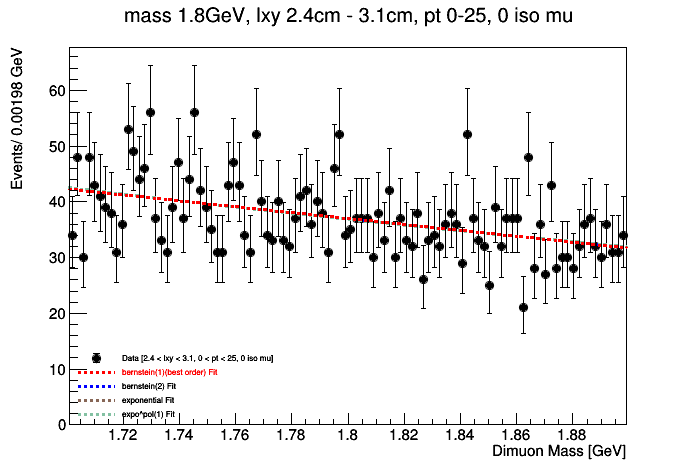 mass 1.8GeV, lxy 2.4cm - 3.1cm, pt 0-25, 0 iso mu
Events/ 0.00198 GeV
60
50
40
30
20
10
0
Data [2.4 < lxy < 3.1, 0 < pt < 25, 0 iso mu]
bernstein(1)(best order) Fit
bernstein(2) Fit
exponential Fit
expo*pol(1) Fit
1.72 1.74 1.76 1.78 1.8 1.82 1.84 1.86 1.88
Dimuon Mass [GeV]